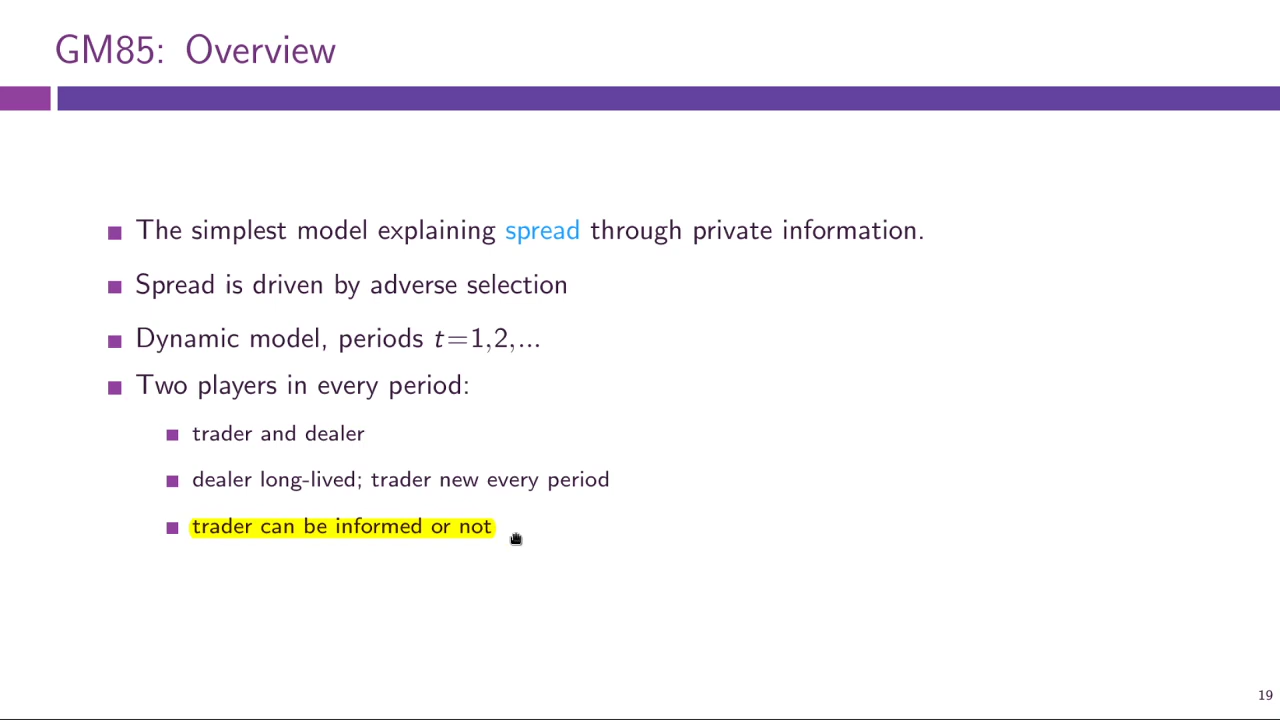 GM85: Overview
The simplest model explaining spread through private information.
Spread is driven by adverse selection
Dynamic model, periods t=1,2,...
Two players in every period:
trader and dealer
dealer long-lived; trader new every period
trader can be informed or not
19